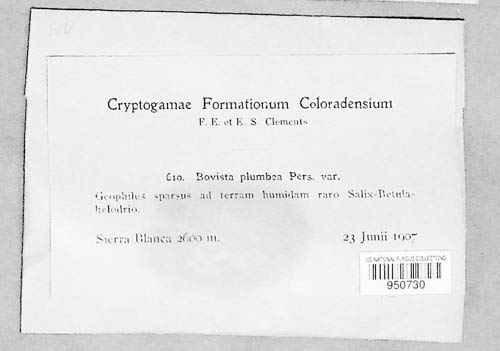 Cryptogamae Formationum Coloradensium
F. E. et E. S. Clements
610. Bovista plumbea Pers. var.
Geophilus sparsus ad terram humidam raro Salix-Betula-
helodrio.
Sierra Blanca 2600 m. 23 Junii 1907
US NATIONAL FUNGUS COLLECTIONS
950730